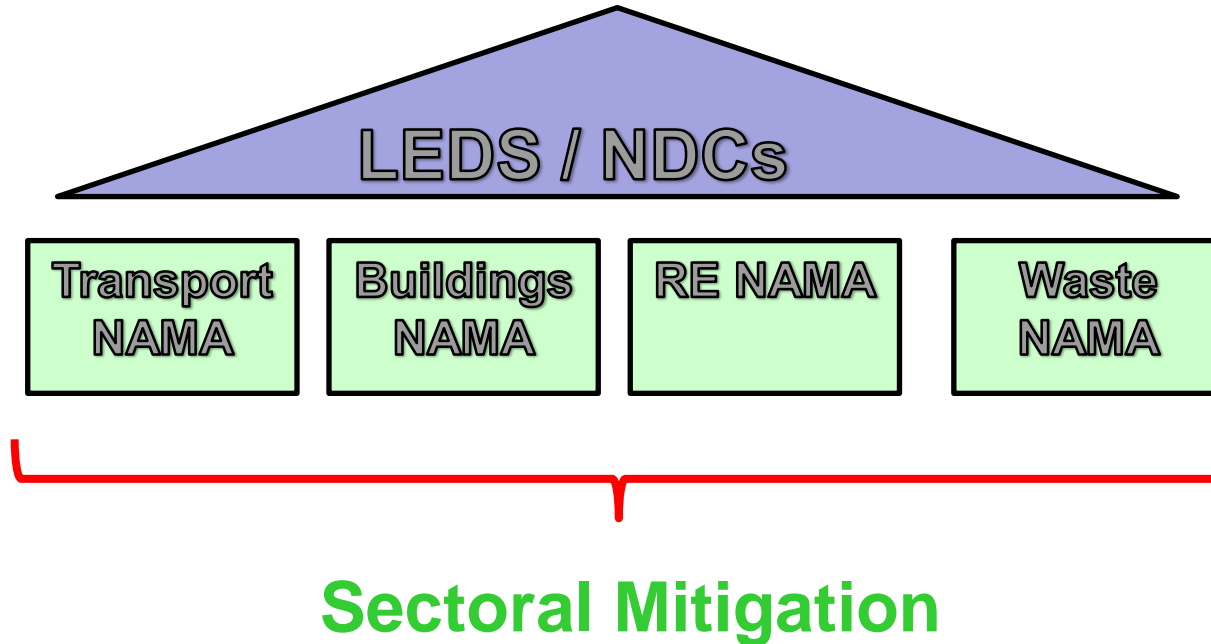 LEDS / NDCs
Transport
NAMA
Buildings
NAMA
RE NAMA
Waste
NAMA
Sectoral Mitigation